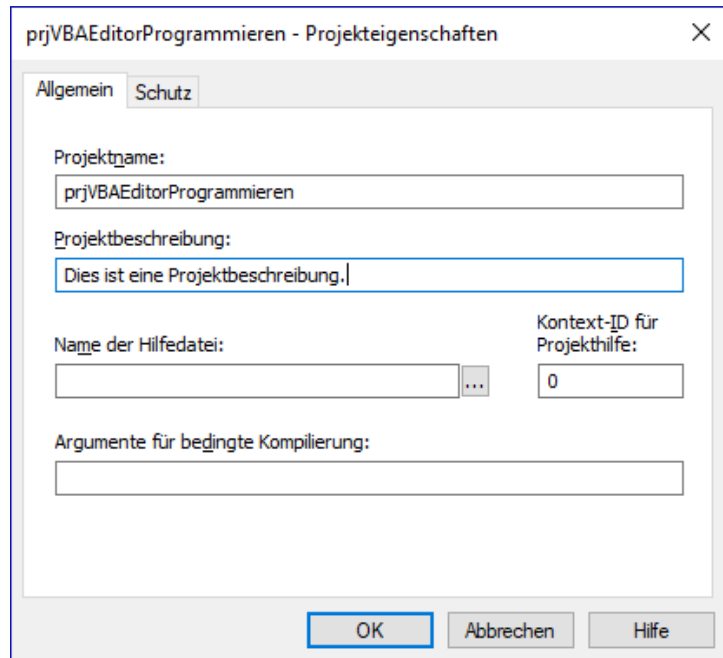 prjVBAEditorProgrammieren - Projekteigenschaften
Allgemein
Schutz
Projektname:
prjVBAEditorProgrammieren
Projektbeschreibung:
Dies ist eine Projektbeschreibung.
Name der Hilfedatei:
...
Kontext-ID für
Projekthilfe:
0
Argumente für bedingte Kompilierung:
OK
Abbrechen
Hilfe